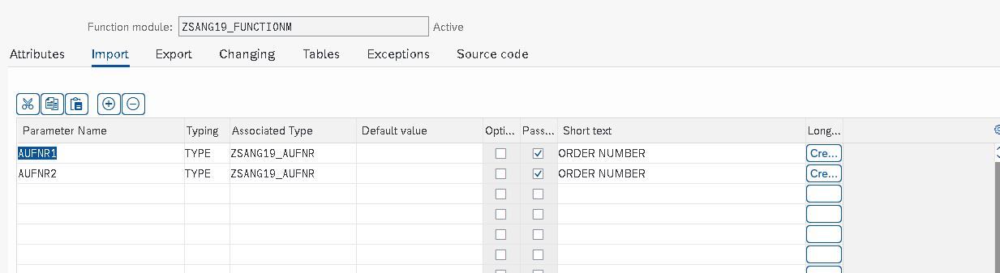 Function module: ZSANG19_FUNCTIONM Active
Attributes Import Export Changing Tables Exceptions Source code
Parameter Name Typing Associated Type Default value Opti... Pass... Short text Long...
AUFNR1 TYPE ZSANG19_AUFNR ORDER NUMBER Cre...
AUFNR2 TYPE ZSANG19_AUFNR ORDER NUMBER Cre...